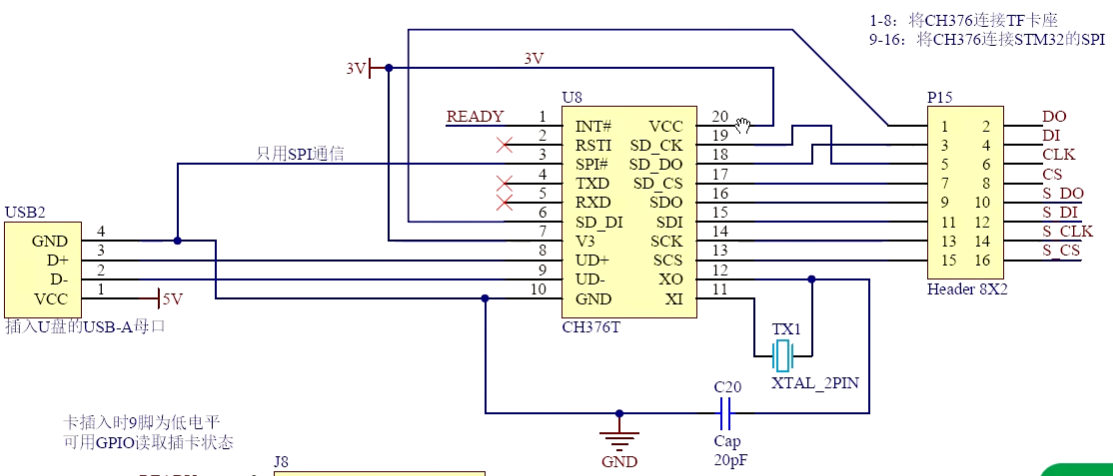 1-8：将CH376连接TF卡座
9-16：将CH376连接STM32的SPI
3V
3V
U8
P15
READY
1
INT#
VCC
20
1
2
DO
2
RSTI
SD_CK
19
3
4
DI
只用SPI通信
3
SPI#
SD_DO
18
5
6
CLK
4
TXD
SD_CS
17
7
8
CS
5
RXD
SDO
16
9
10
S_DO
USB2
6
SD_DI
SDI
15
11
12
S_DI
GND
4
7
V3
SCK
14
13
14
S_CLK
D+
3
8
UD+
SCS
13
15
16
S_CS
D-
2
9
UD-
XO
12
Header 8X2
VCC
1
5V
10
GND
XI
11
插入U盘的USB-A母口
CH376T
TX1
XTAL_2PIN
C20
卡插入时9脚为低电平
可用GPIO读取插卡状态
Cap
20pF
GND
J8